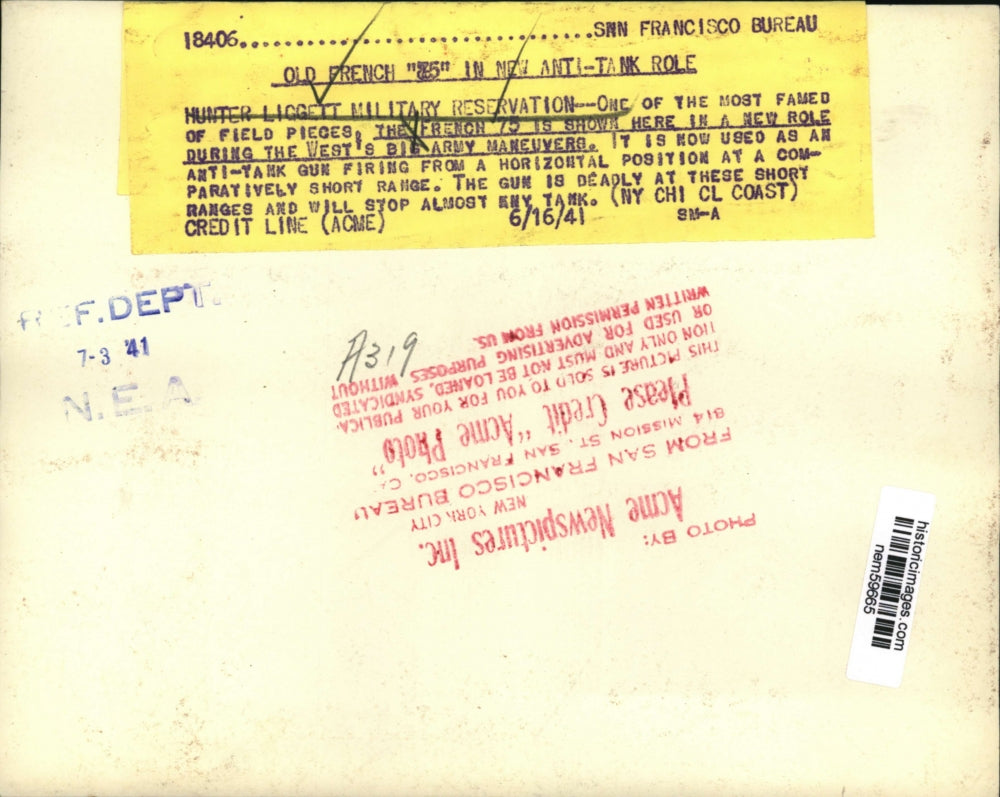 18406......................................SNN FRANCISCO BUREAU
OLD FRENCH "75" IN NEW ANTI-TANK ROLE
HUNTER LIGGETT MILITARY RESERVATION--ONE OF THE MOST FAMED
OF FIELD PIECES, THE FRENCH 75 IS SHOWN HERE IN A NEW ROLE
DURING THE WEST'S BIG ARMY MANEUVERS. IT IS NOW USED AS AN
ANTI-TANK GUN FIRING FROM A HORIZONTAL POSITION AT A COM-
PARATIVELY SHORT RANGE. THE GUN IS DEADLY AT THESE SHORT
RANGES AND WILL STOP ALMOST ANY TANK. (NY CHI CL COAST)
CREDIT LINE (ACME) 6/16/41 SM-A
REF. DEPT.
7-3 '41
N.E.A.
A319
PHOTO BY:
Acme Newspictures Inc.
NEW YORK CITY
FROM SAN FRANCISCO BUREAU
814 MISSION ST. SAN FRANCISCO, CA
Please Credit "Acme Photo"
THIS PICTURE IS SOLD TO YOU FOR YOUR PUBLICA-
TION ONLY AND MUST NOT BE LOANED, SYNDICATED
OR USED FOR ADVERTISING PURPOSES WITHOUT
WRITTEN PERMISSION FROM US.
historicimages.com
nem59665